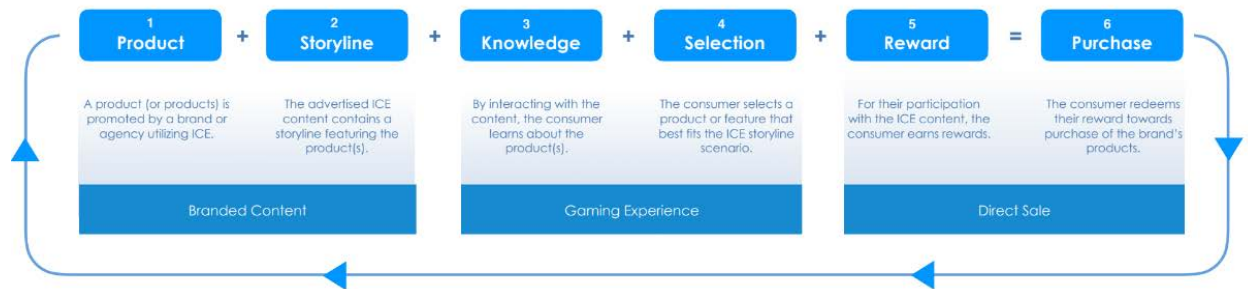 1
Product
+
2
Storyline
+
3
Knowledge
+
4
Selection
+
5
Reward
=
6
Purchase
A product (or products) is
promoted by a brand or
agency utilizing ICE.
The advertised ICE
content contains a
storyline featuring the
product(s).
By interacting with the
content, the consumer
learns about the
product(s).
The consumer selects a
product or feature that
best fits the ICE storyline
scenario.
For their participation
with the ICE content, the
consumer earns rewards.
The consumer redeems
their reward towards
purchase of the brand's
products.
Branded Content
Gaming Experience
Direct Sale